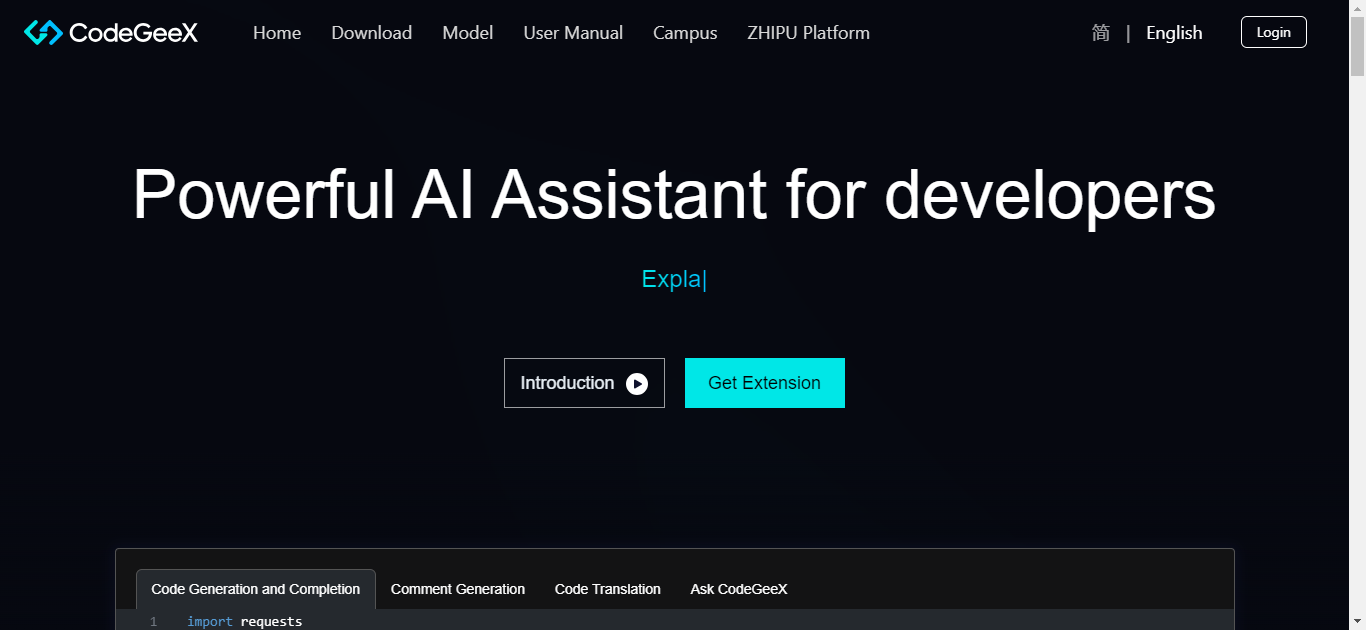 CodeGeeX Home Download Model User Manual Campus ZHIPU Platform 简 | English Login
Powerful AI Assistant for developers
Expla|
Introduction Get Extension
Code Generation and Completion Comment Generation Code Translation Ask CodeGeeX
1 import requests